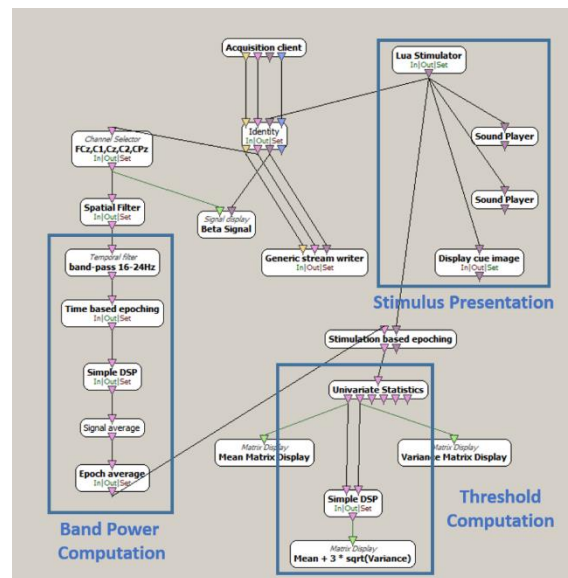 Acquisition client
Lua Stimulator
In|Out|Set
Identity
In|Out|Set
Sound Player
Channel Selector
FCz,C1,Cz,C2,CPz
In|Out|Set
Sound Player
Spatial Filter
In|Out|Set
Signal display
Beta Signal
Temporal filter
band-pass 16-24Hz
In|Out|Set
Generic stream writer
In|Out|Set
Display cue image
In|Out|Set
Stimulus Presentation
Time based epoching
In|Out|Set
Stimulation based epoching
Simple DSP
In|Out|Set
Univariate Statistics
Signal average
Matrix Display
Mean Matrix Display
Matrix Display
Variance Matrix Display
Epoch average
In|Out|Set
Simple DSP
In|Out|Set
Band Power
Computation
Threshold
Computation
Matrix Display
Mean + 3 * sqrt(Variance)